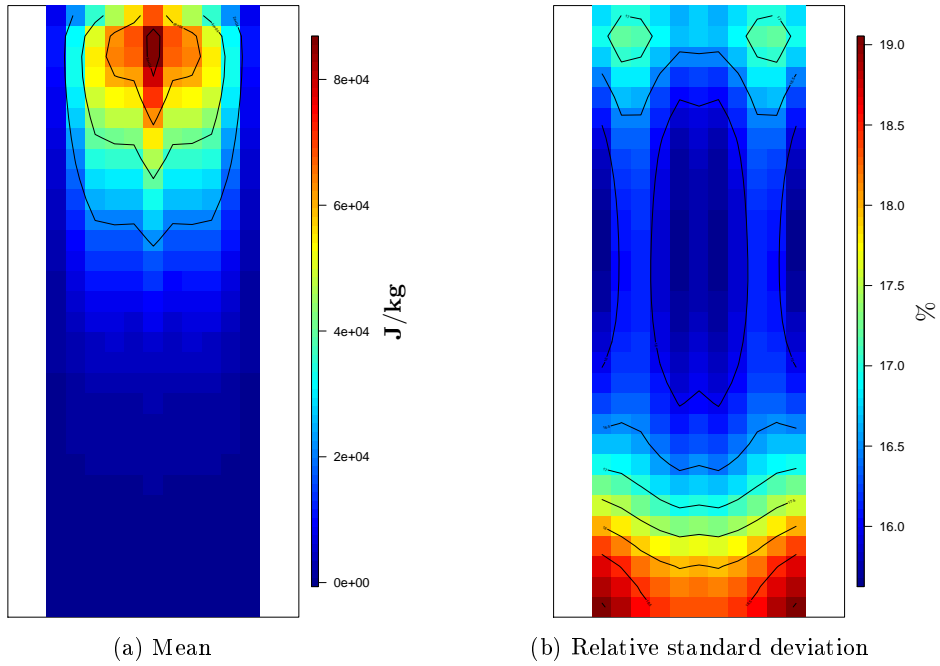 8e+04
6e+04
4e+04
2e+04
0e+00
J/kg
19.0
18.5
18.0
17.5
17.0
16.5
16.0
%
(a) Mean
(b) Relative standard deviation